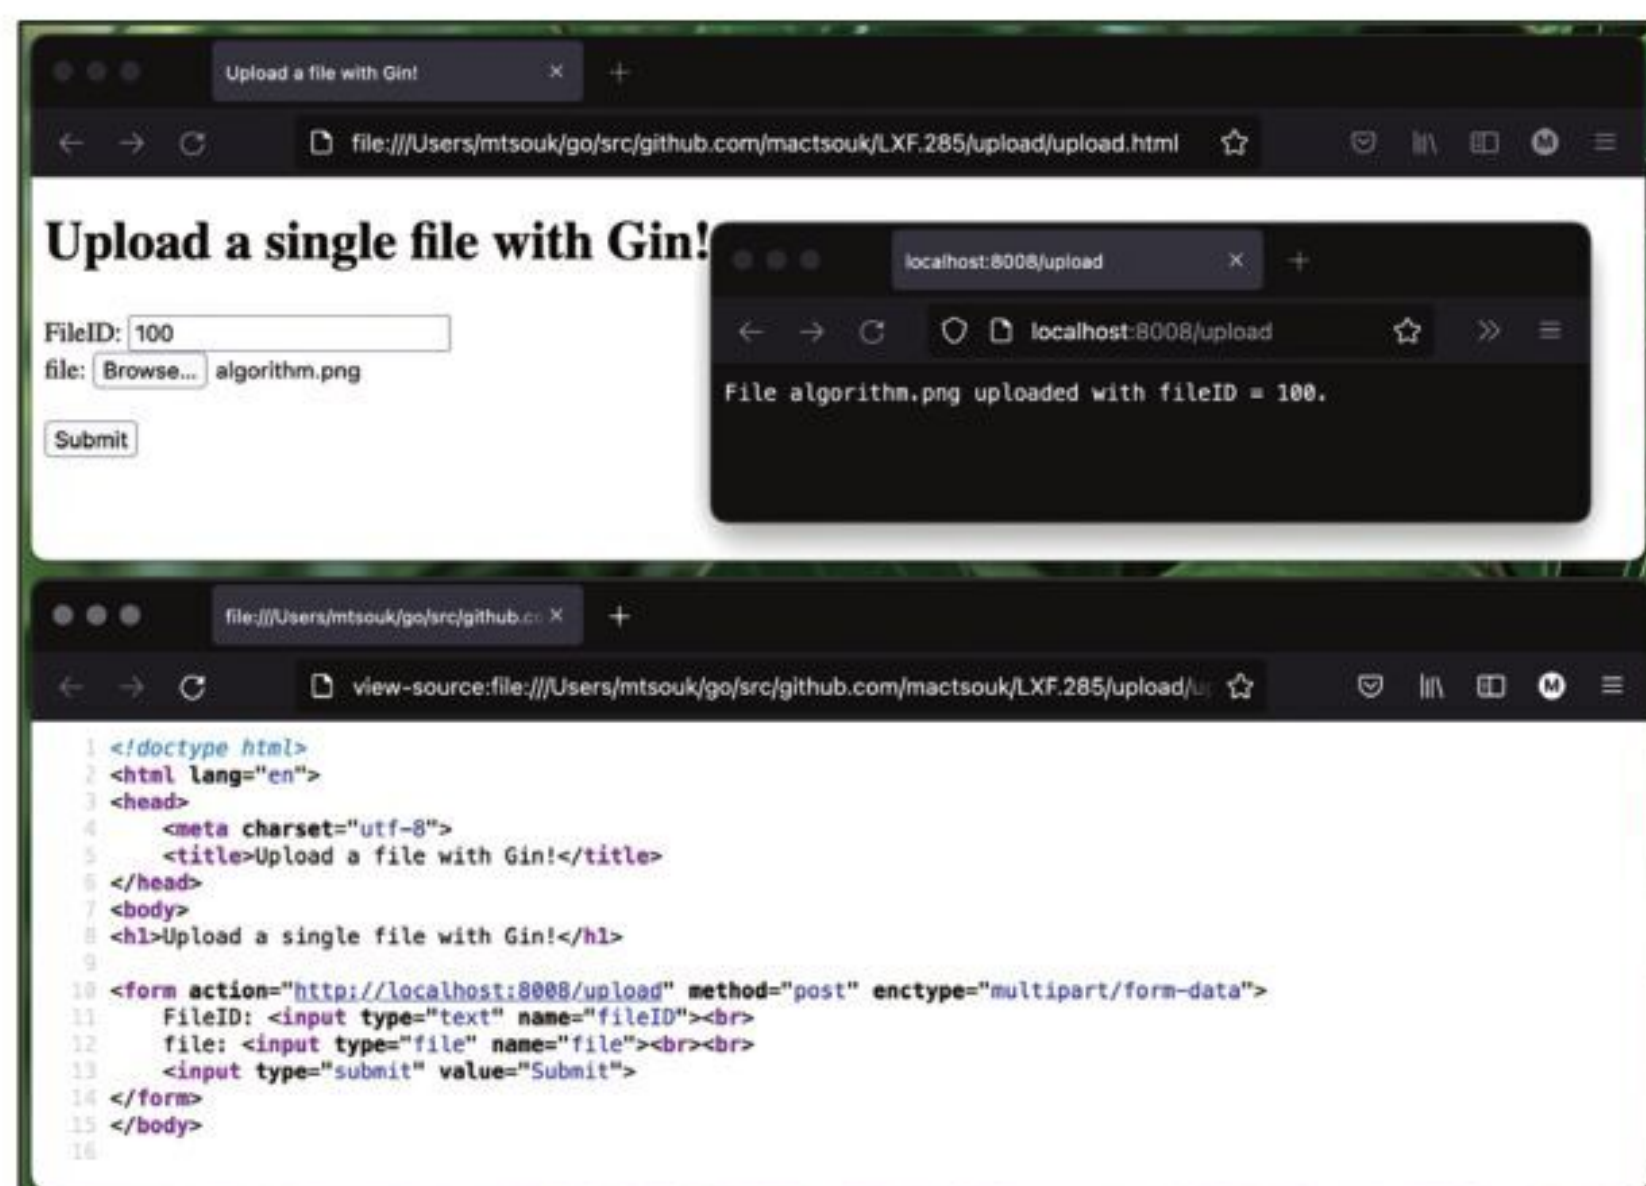 Upload a file with Gin!
file:///Users/mtsouk/go/src/github.com/mactsouk/LXF.285/upload/upload.html
Upload a single file with Gin!
FileID: 100
file: Browse... algorithm.png
Submit
localhost:8008/upload
localhost:8008/upload
File algorithm.png uploaded with fileID = 100.
file:///Users/mtsouk/go/src/github.co
view-source:file:///Users/mtsouk/go/src/github.com/mactsouk/LXF.285/upload/u
1 <!doctype html>
2 <html lang="en">
3 <head>
4 <meta charset="utf-8">
5 <title>Upload a file with Gin!</title>
6 </head>
7 <body>
8 <h1>Upload a single file with Gin!</h1>
9
10 <form action="http://localhost:8008/upload" method="post" enctype="multipart/form-data">
11 FileID: <input type="text" name="fileID"><br>
12 file: <input type="file" name="file"><br><br>
13 <input type="submit" value="Submit">
14 </form>
15 </body>
16